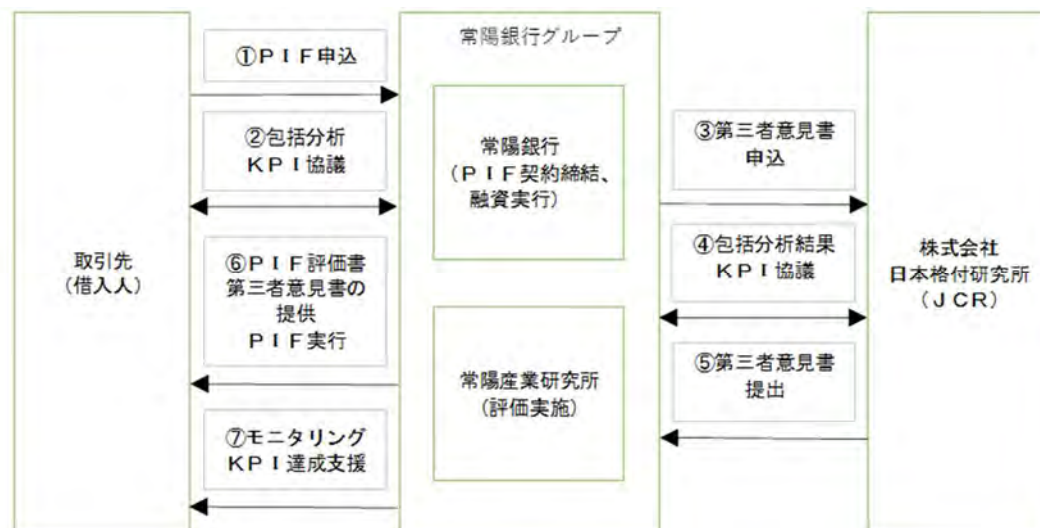 取引先
(借入人)
①PIF申込
②包括分析
KPI協議
⑥PIF評価書
第三者意見書の
提供
PIF実行
⑦モニタリング
KPI達成支援
常陽銀行グループ
常陽銀行
(PIF契約締結、
融資実行)
常陽産業研究所
(評価実施)
③第三者意見書
申込
④包括分析結果
KPI協議
⑤第三者意見書
提出
株式会社
日本格付研究所
(JCR)